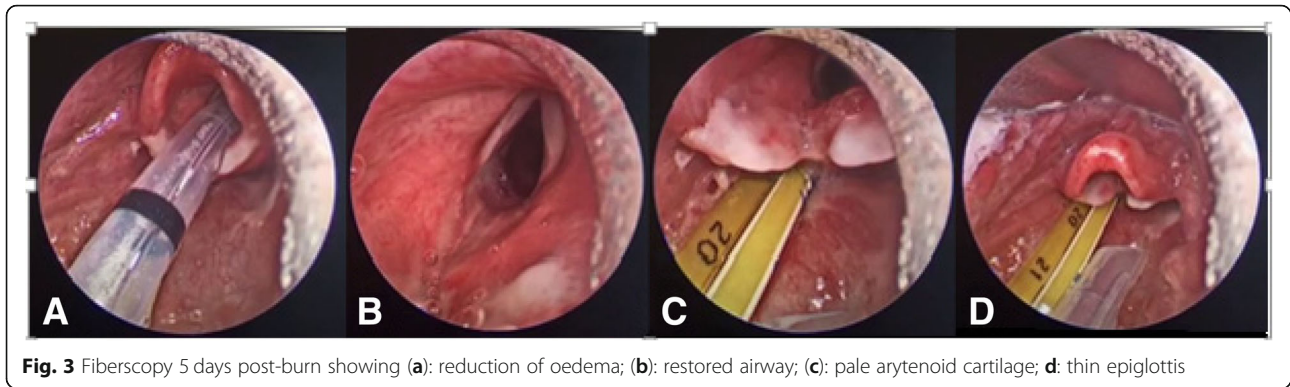 A
B
C
D
20
20
21
Fig. 3 Fiberscopy 5 days post-burn showing (a): reduction of oedema; (b): restored airway; (c): pale arytenoid cartilage; d: thin epiglottis